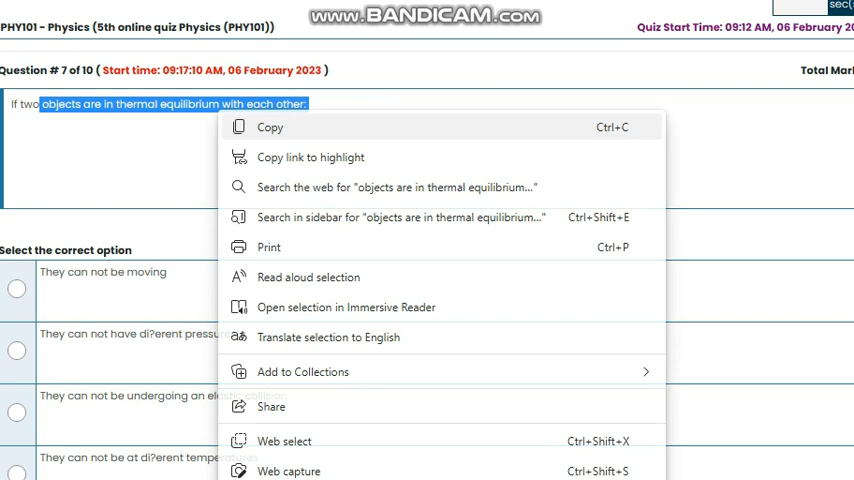 www.BANDICAM.com
sec(s
PHY101 - Physics (5th online quiz Physics (PHY101))
Quiz Start Time: 09:12 AM, 06 February 20
Question # 7 of 10 ( Start time: 09:17:10 AM, 06 February 2023 )
Total Mar
If two objects are in thermal equilibrium with each other:
Copy Ctrl+C
Copy link to highlight
Search the web for "objects are in thermal equilibrium..."
Search in sidebar for "objects are in thermal equilibrium..." Ctrl+Shift+E
Print Ctrl+P
Read aloud selection
Open selection in Immersive Reader
Translate selection to English
Add to Collections
Share
Web select Ctrl+Shift+X
Web capture Ctrl+Shift+S
Select the correct option
They can not be moving
They can not have di?erent pressure
They can not be undergoing an elastic collision
They can not be at di?erent temperatures